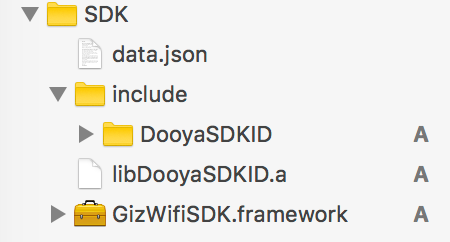 SDK
data.json
include
DooyaSDKID A
libDooyaSDKID.a A
GizWifiSDK.framework A